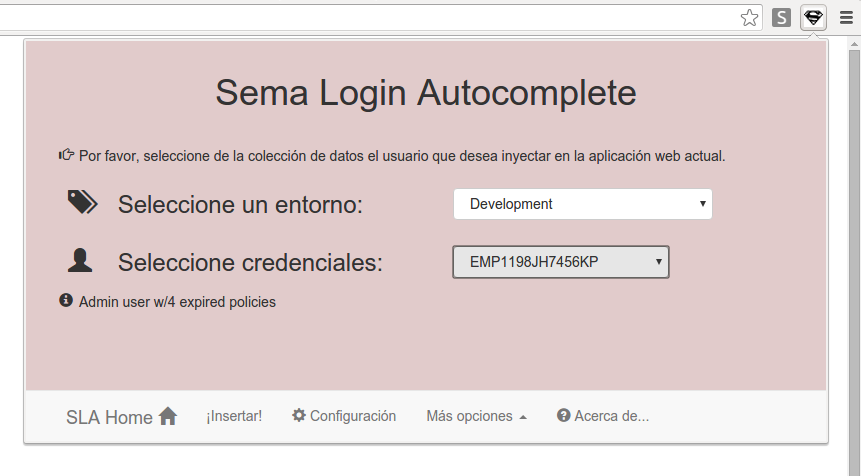 S
Sema Login Autocomplete
Por favor, seleccione de la colección de datos el usuario que desea inyectar en la aplicación web actual.
Seleccione un entorno: Development
Seleccione credenciales: EMP1198JH7456KP
Admin user w/4 expired policies
SLA Home ¡Insertar! Configuración Más opciones Acerca de...